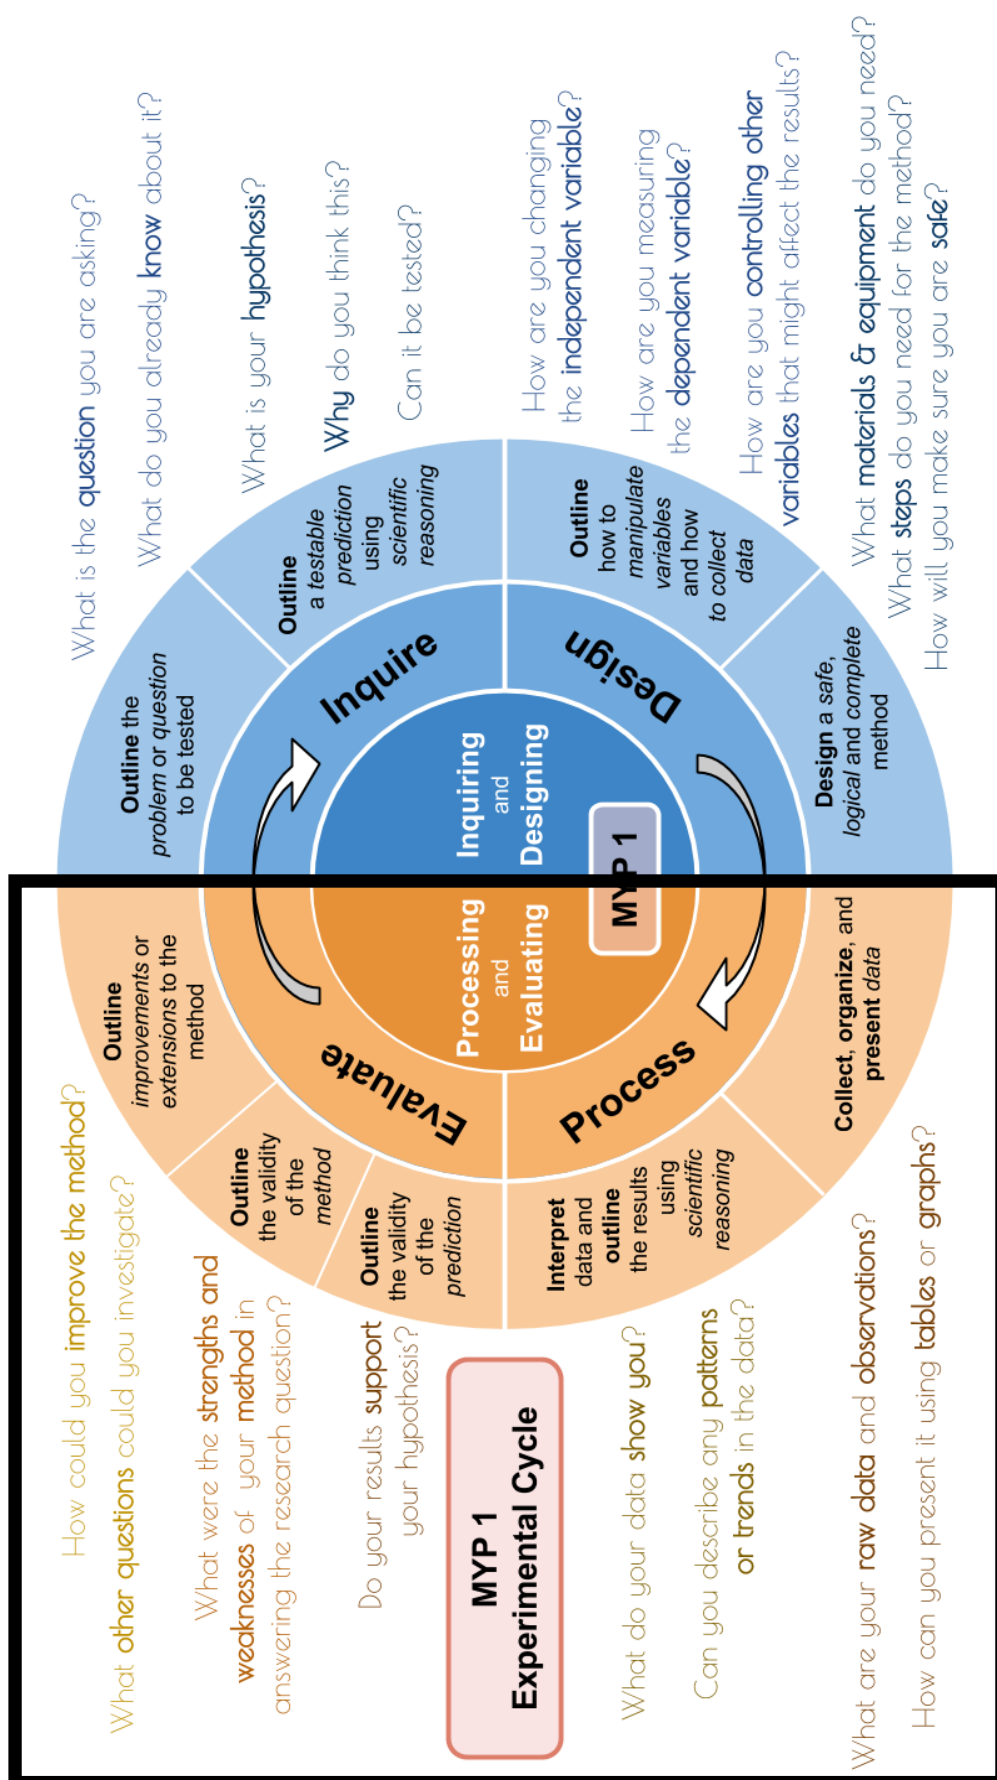 MYP 1
Experimental Cycle
Inquiring
and
Designing
Processing
and
Evaluating
MYP 1
Inquire
Outline the
problem or question
to be tested
What is the question you are asking?
What do you already know about it?
Outline
a testable
prediction
using
scientific
reasoning
What is your hypothesis?
Why do you think this?
Can it be tested?
Design
Outline
how to
manipulate
variables
and how
to collect
data
How are you changing
the independent variable?
How are you measuring
the dependent variable?
How are you controlling other
variables that might affect the results?
Design a safe,
logical and complete
method
What materials & equipment do you need?
What steps do you need for the method?
How will you make sure you are safe?
Process
Collect, organize, and
present data
What are your raw data and observations?
How can you present it using tables or graphs?
Interpret
data and
outline
the results
using
scientific
reasoning
What do your data show you?
Can you describe any patterns
or trends in the data?
Evaluate
Outline
the validity
of the
prediction
Do your results support
your hypothesis?
Outline
the validity
of the
method
What were the strengths and
weaknesses of your method in
answering the research question?
Outline
improvements or
extensions to the
method
How could you improve the method?
What other questions could you investigate?